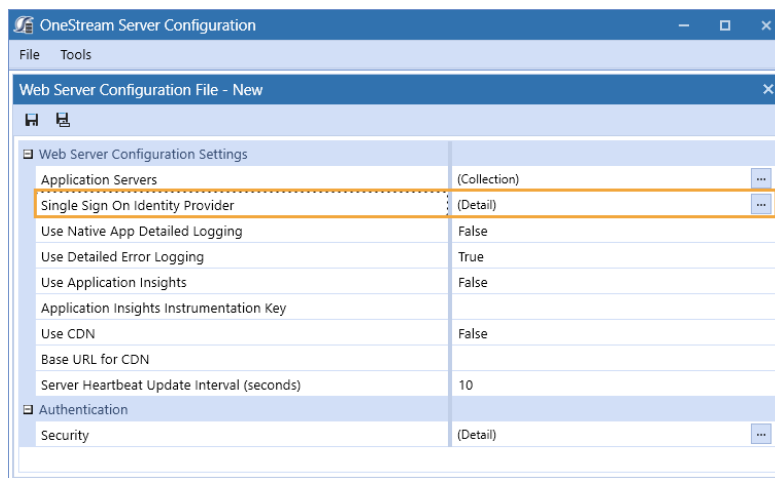 OneStream Server Configuration
File Tools
Web Server Configuration File - New
Web Server Configuration Settings
Application Servers (Collection) ...
Single Sign On Identity Provider (Detail) ...
Use Native App Detailed Logging False
Use Detailed Error Logging True
Use Application Insights False
Application Insights Instrumentation Key
Use CDN False
Base URL for CDN
Server Heartbeat Update Interval (seconds) 10
Authentication
Security (Detail) ...